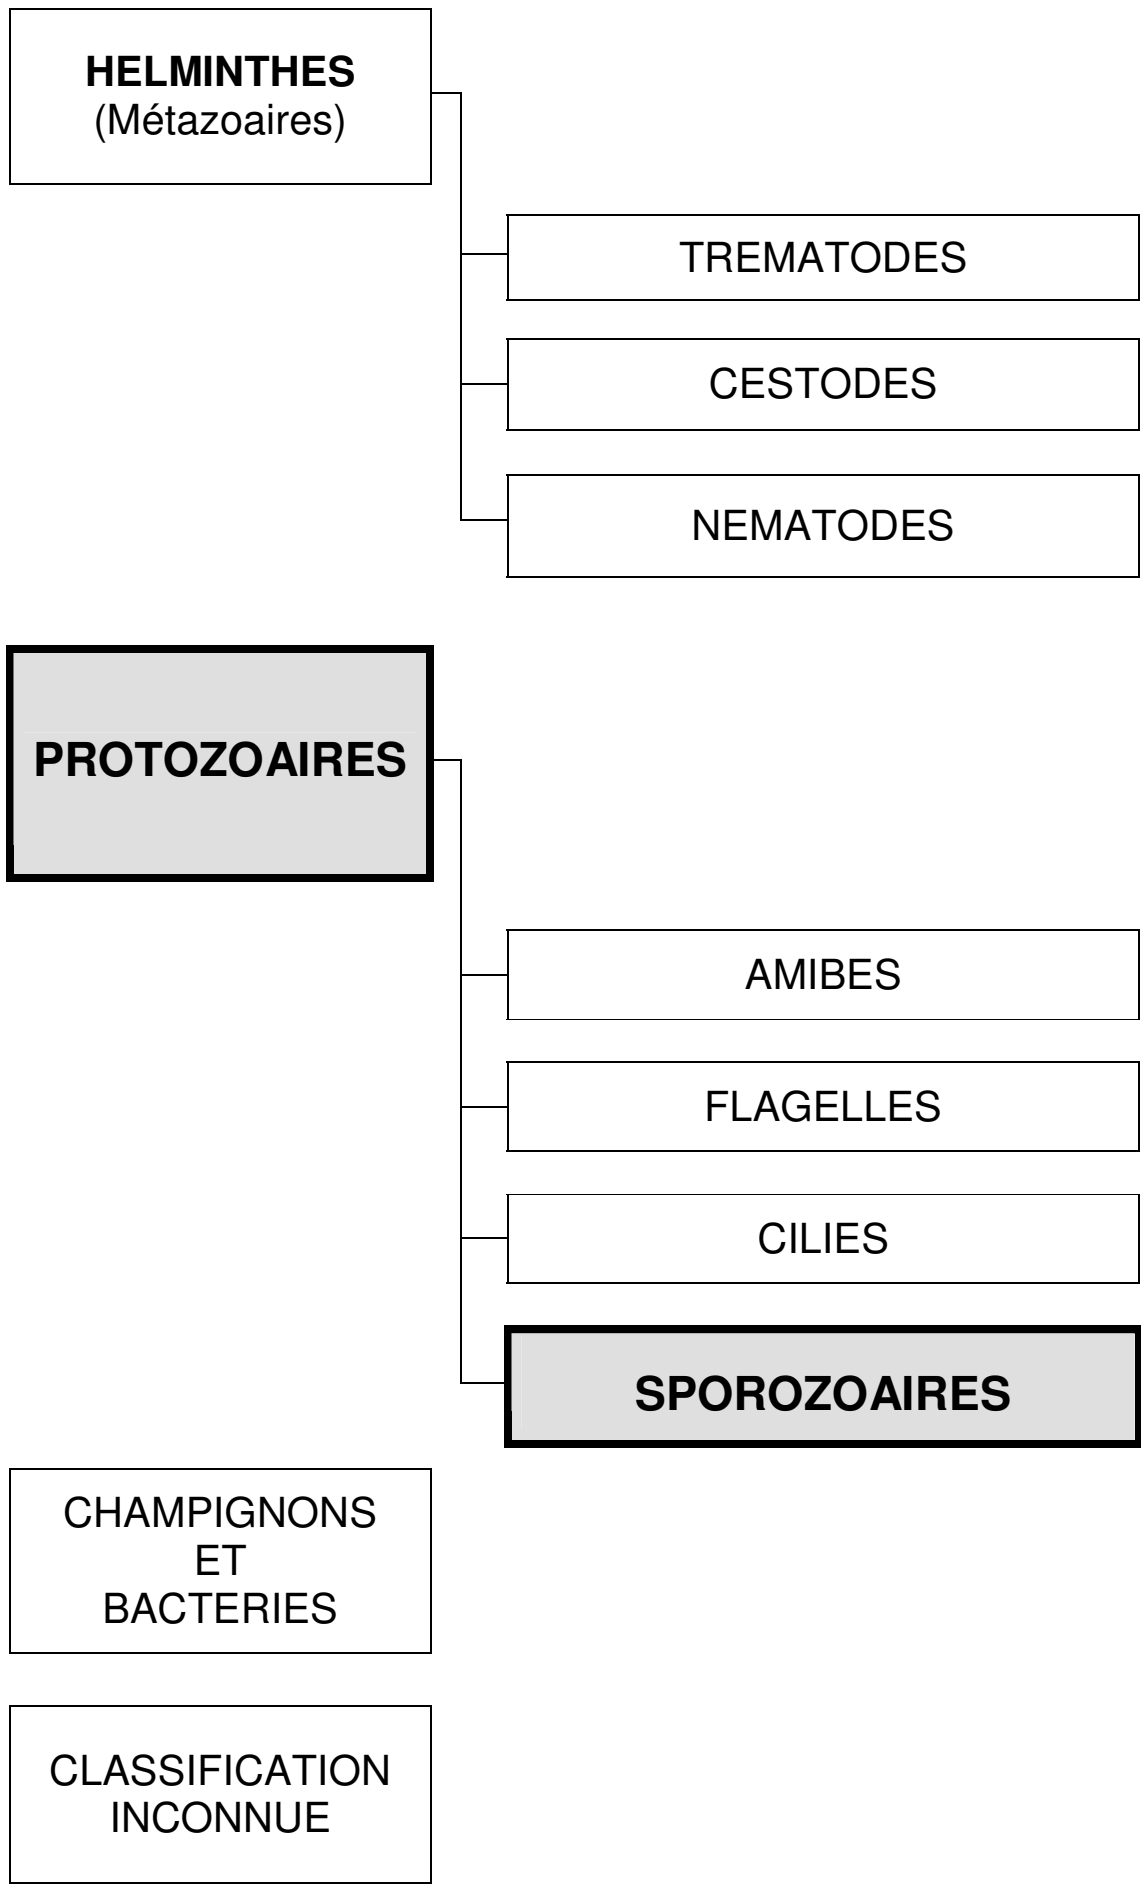 HELMINTHES
(Métazoaires)
TREMATODES
CESTODES
NEMATODES
PROTOZOAIRES
AMIBES
FLAGELLES
CILIES
SPOROZOAIRES
CHAMPIGNONS
ET
BACTERIES
CLASSIFICATION
INCONNUE